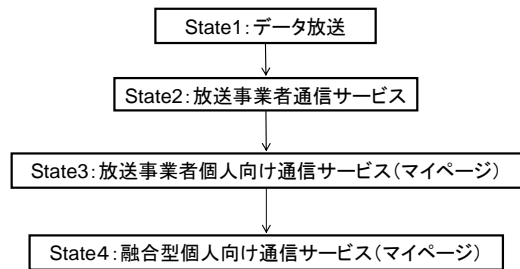 State1:データ放送
State2:放送事業者通信サービス
State3:放送事業者個人向け通信サービス(マイページ)
State4:融合型個人向け通信サービス(マイページ)